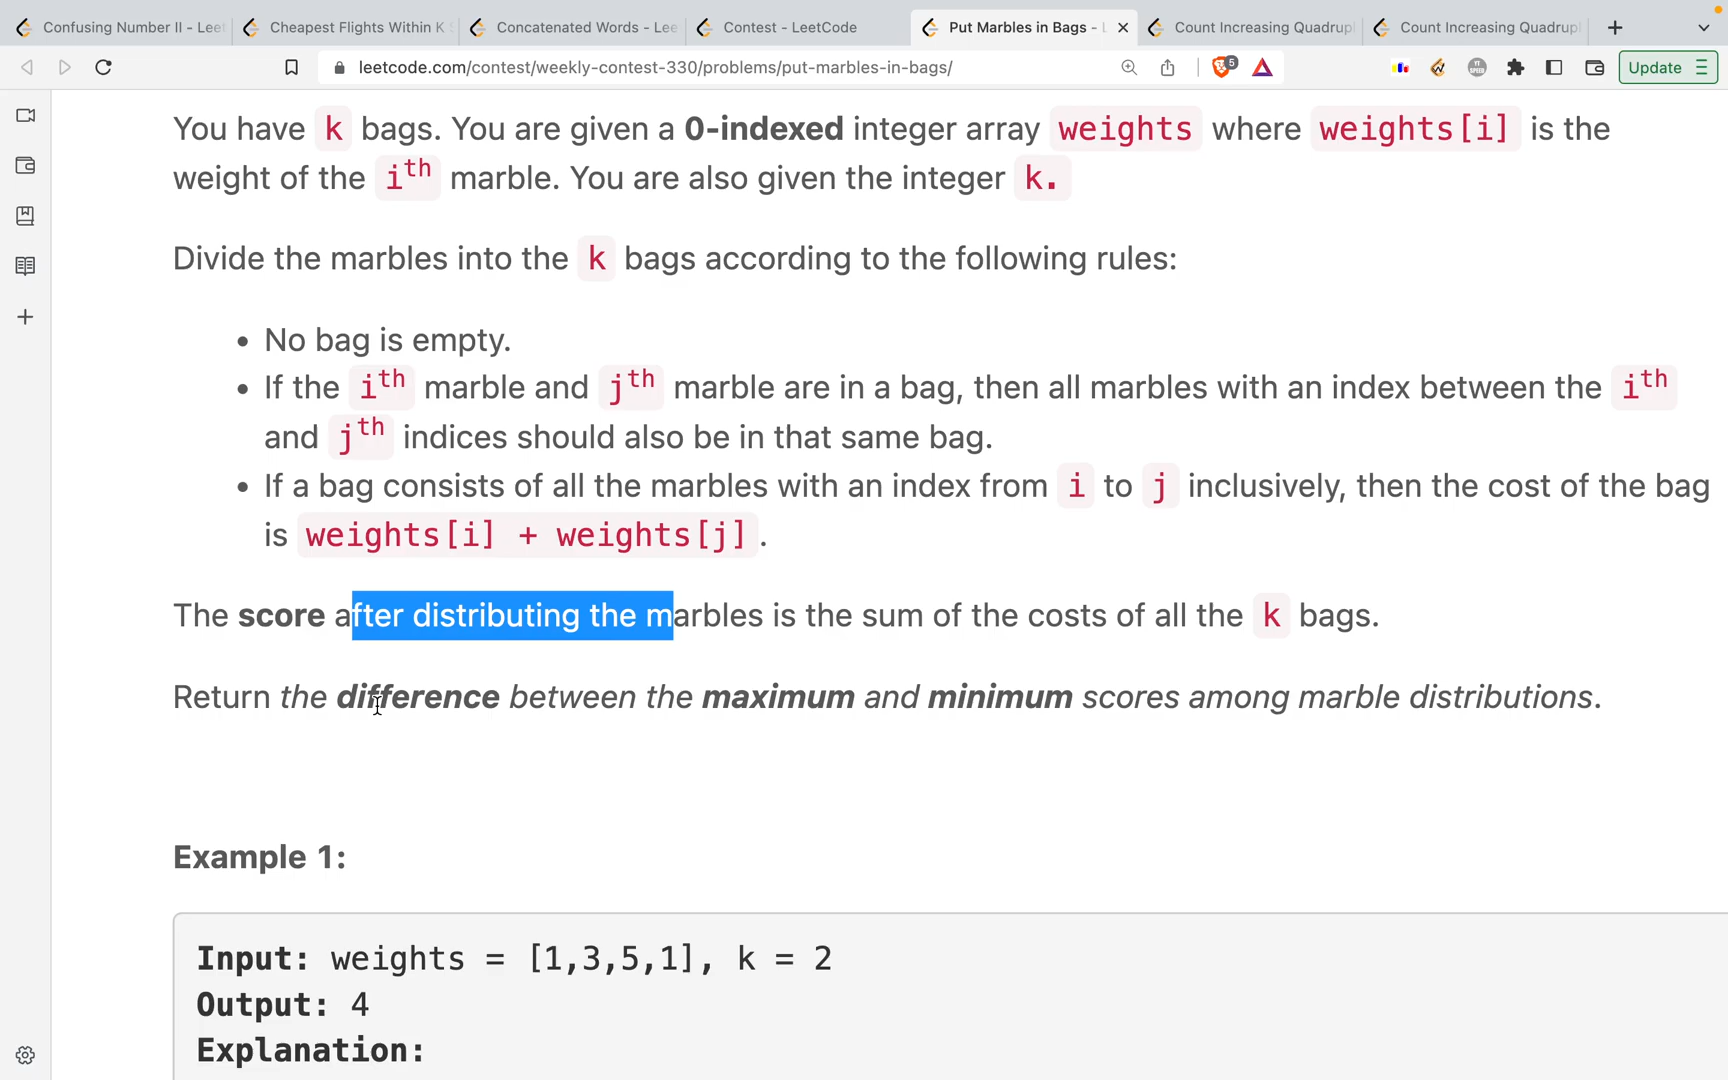 Confusing Number II - Leet
Cheapest Flights Within K S
Concatenated Words - Lee
Contest - LeetCode
Put Marbles in Bags - L
Count Increasing Quadrupl
Count Increasing Quadrupl
leetcode.com/contest/weekly-contest-330/problems/put-marbles-in-bags/
5
Update
You have k bags. You are given a 0-indexed integer array weights where weights[i] is the
weight of the ith marble. You are also given the integer k.
Divide the marbles into the k bags according to the following rules:
• No bag is empty.
• If the ith marble and jth marble are in a bag, then all marbles with an index between the ith
and jth indices should also be in that same bag.
• If a bag consists of all the marbles with an index from i to j inclusively, then the cost of the bag
is weights[i] + weights[j].
The score after distributing the marbles is the sum of the costs of all the k bags.
Return the difference between the maximum and minimum scores among marble distributions.
Example 1:
Input: weights = [1,3,5,1], k = 2
Output: 4
Explanation: